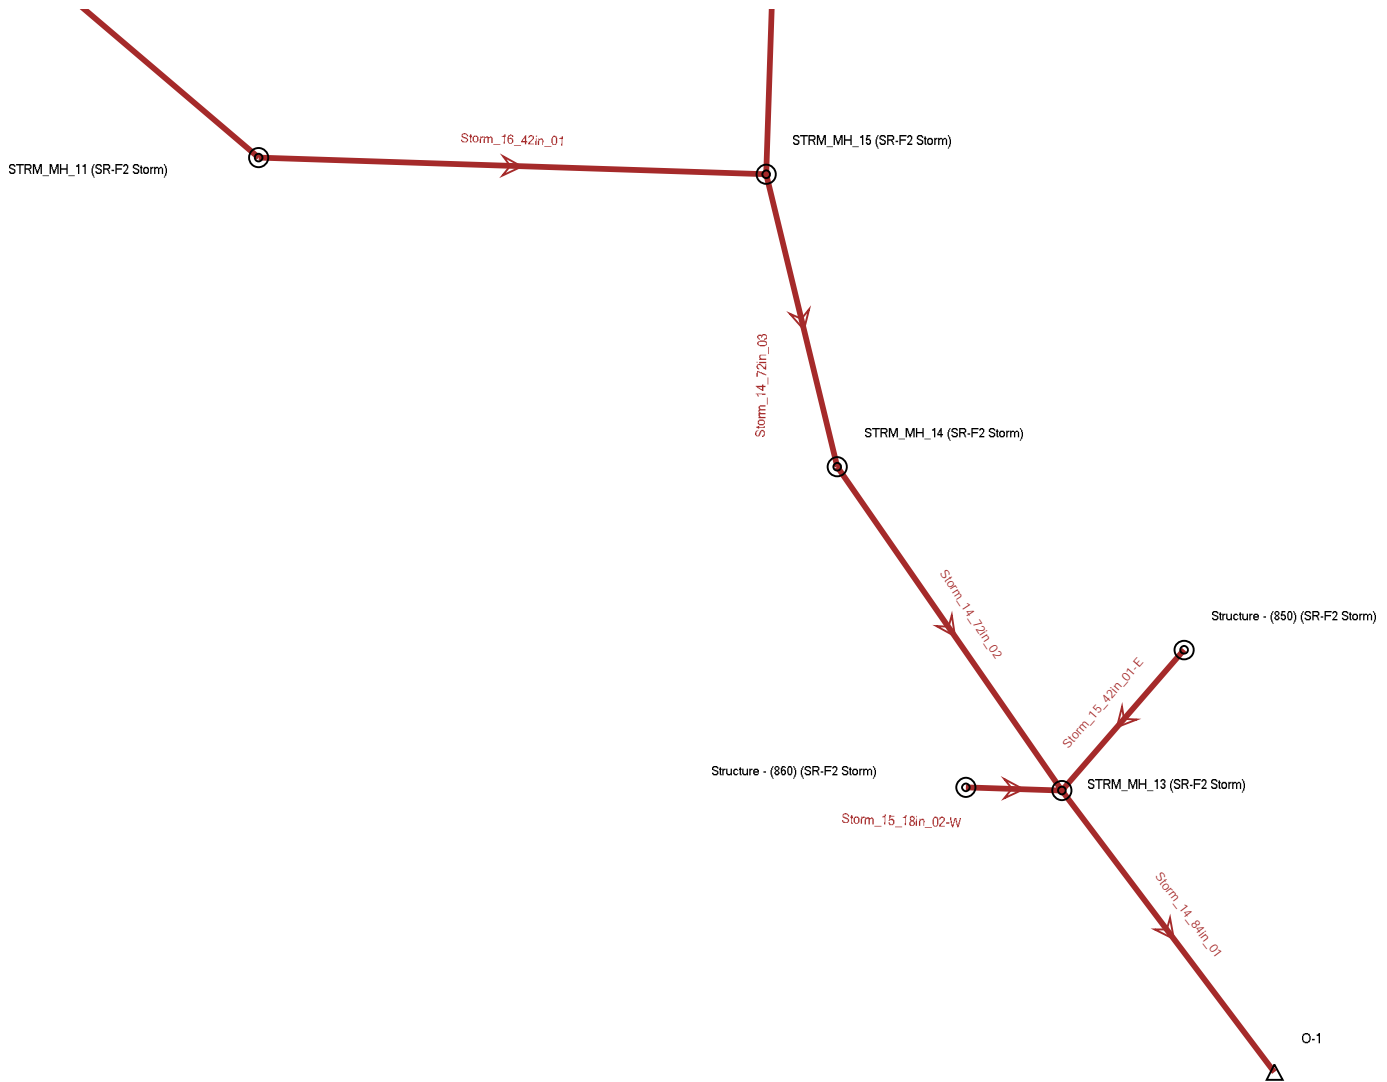 Storm_16_42in_01
STRM_MH_15 (SR-F2 Storm)
STRM_MH_11 (SR-F2 Storm)
Storm_14_72in_03
STRM_MH_14 (SR-F2 Storm)
Storm_14_72in_02
Structure - (850) (SR-F2 Storm)
Storm_15_42in_01-E
Structure - (860) (SR-F2 Storm)
STRM_MH_13 (SR-F2 Storm)
Storm_15_18in_02-W
Storm_14_84in_01
O-1